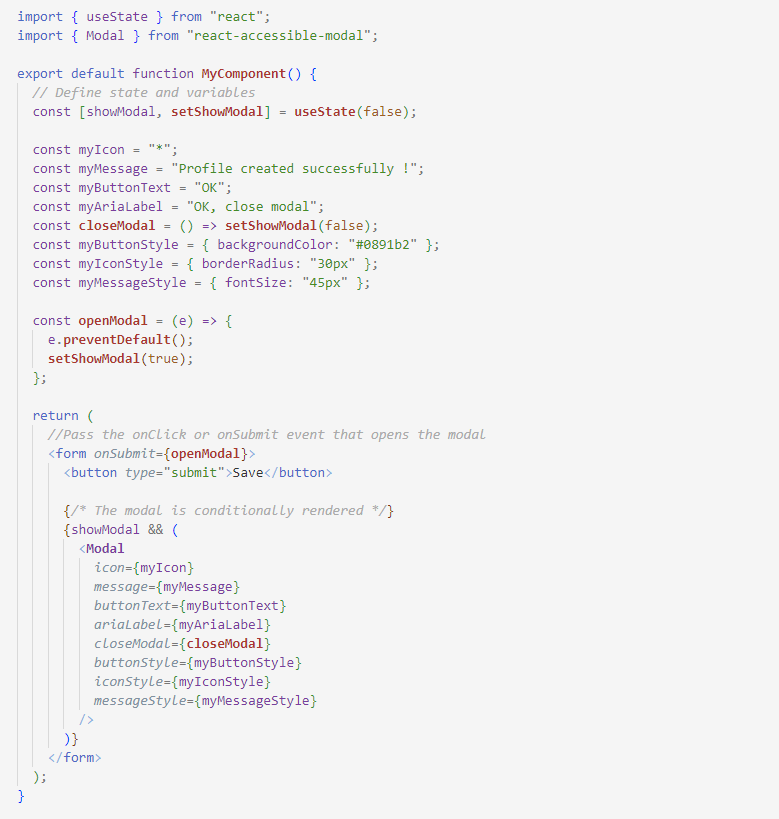 import { useState } from "react";
import { Modal } from "react-accessible-modal";

export default function MyComponent() {
  // Define state and variables
  const [showModal, setShowModal] = useState(false);

  const myIcon = "*";
  const myMessage = "Profile created successfully !";
  const myButtonText = "OK";
  const myAriaLabel = "OK, close modal";
  const closeModal = () => setShowModal(false);
  const myButtonStyle = { backgroundColor: "#0891b2" };
  const myIconStyle = { borderRadius: "30px" };
  const myMessageStyle = { fontSize: "45px" };

  const openModal = (e) => {
    e.preventDefault();
    setShowModal(true);
  };

  return (
    //Pass the onClick or onSubmit event that opens the modal
    <form onSubmit={openModal}>
      <button type="submit">Save</button>

      {/* The modal is conditionally rendered */}
      {showModal && (
        <Modal
          icon={myIcon}
          message={myMessage}
          buttonText={myButtonText}
          ariaLabel={myAriaLabel}
          closeModal={closeModal}
          buttonStyle={myButtonStyle}
          iconStyle={myIconStyle}
          messageStyle={myMessageStyle}
        />
      )}
    </form>
  );
}